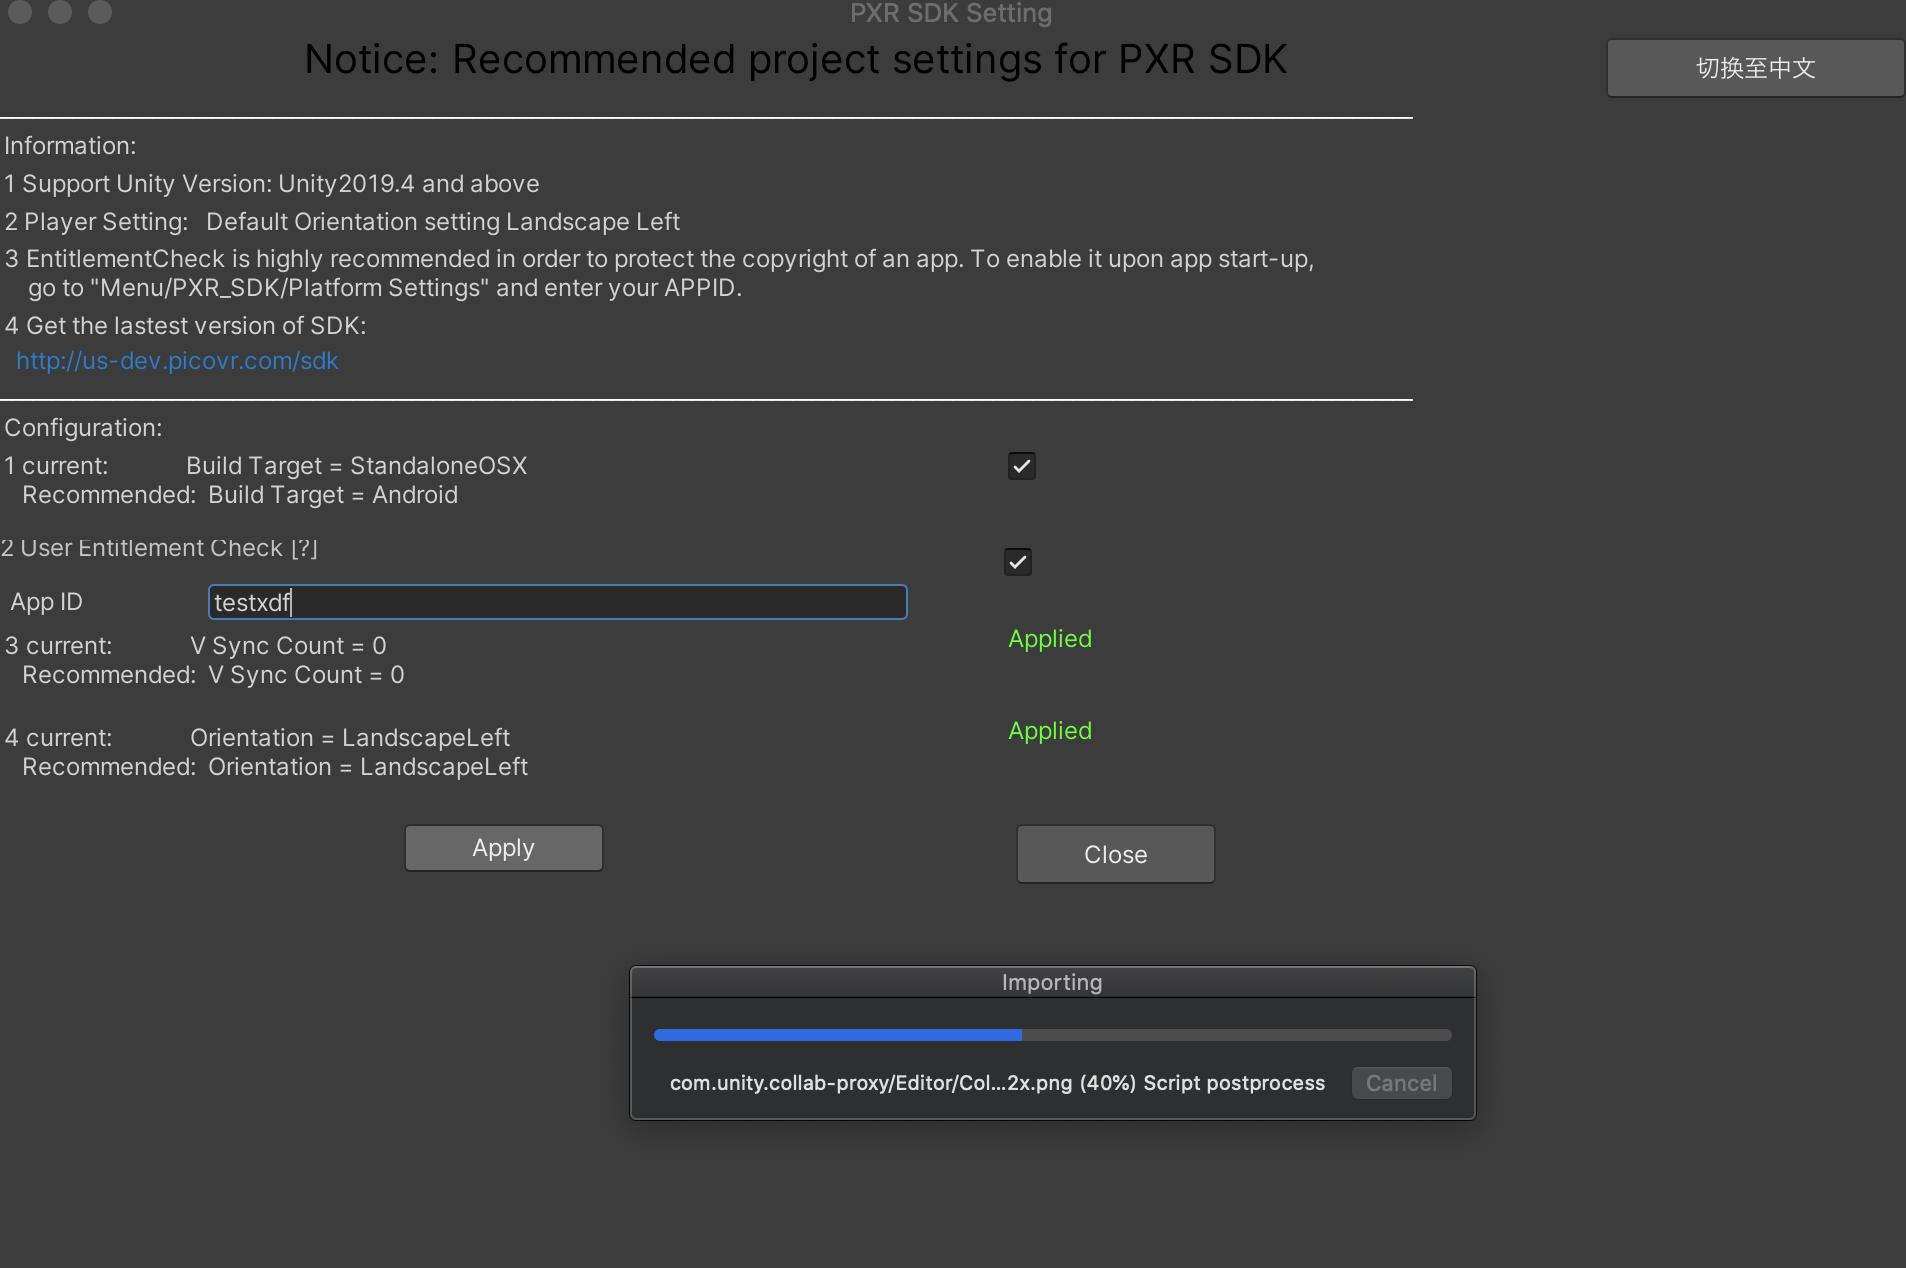 PXR SDK Setting
Notice: Recommended project settings for PXR SDK
切换至中文
Information:
1 Support Unity Version: Unity2019.4 and above
2 Player Setting: Default Orientation setting Landscape Left
3 EntitlementCheck is highly recommended in order to protect the copyright of an app. To enable it upon app start-up,
go to "Menu/PXR_SDK/Platform Settings" and enter your APPID.
4 Get the lastest version of SDK:
http://us-dev.picovr.com/sdk
Configuration:
1 current: Build Target = StandaloneOSX
Recommended: Build Target = Android
2 User Entitlement Check [?]
App ID testxdf
3 current: V Sync Count = 0 Applied
Recommended: V Sync Count = 0
4 current: Orientation = LandscapeLeft Applied
Recommended: Orientation = LandscapeLeft
Apply Close
Importing
com.unity.collab-proxy/Editor/Col...2x.png (40%) Script postprocess Cancel